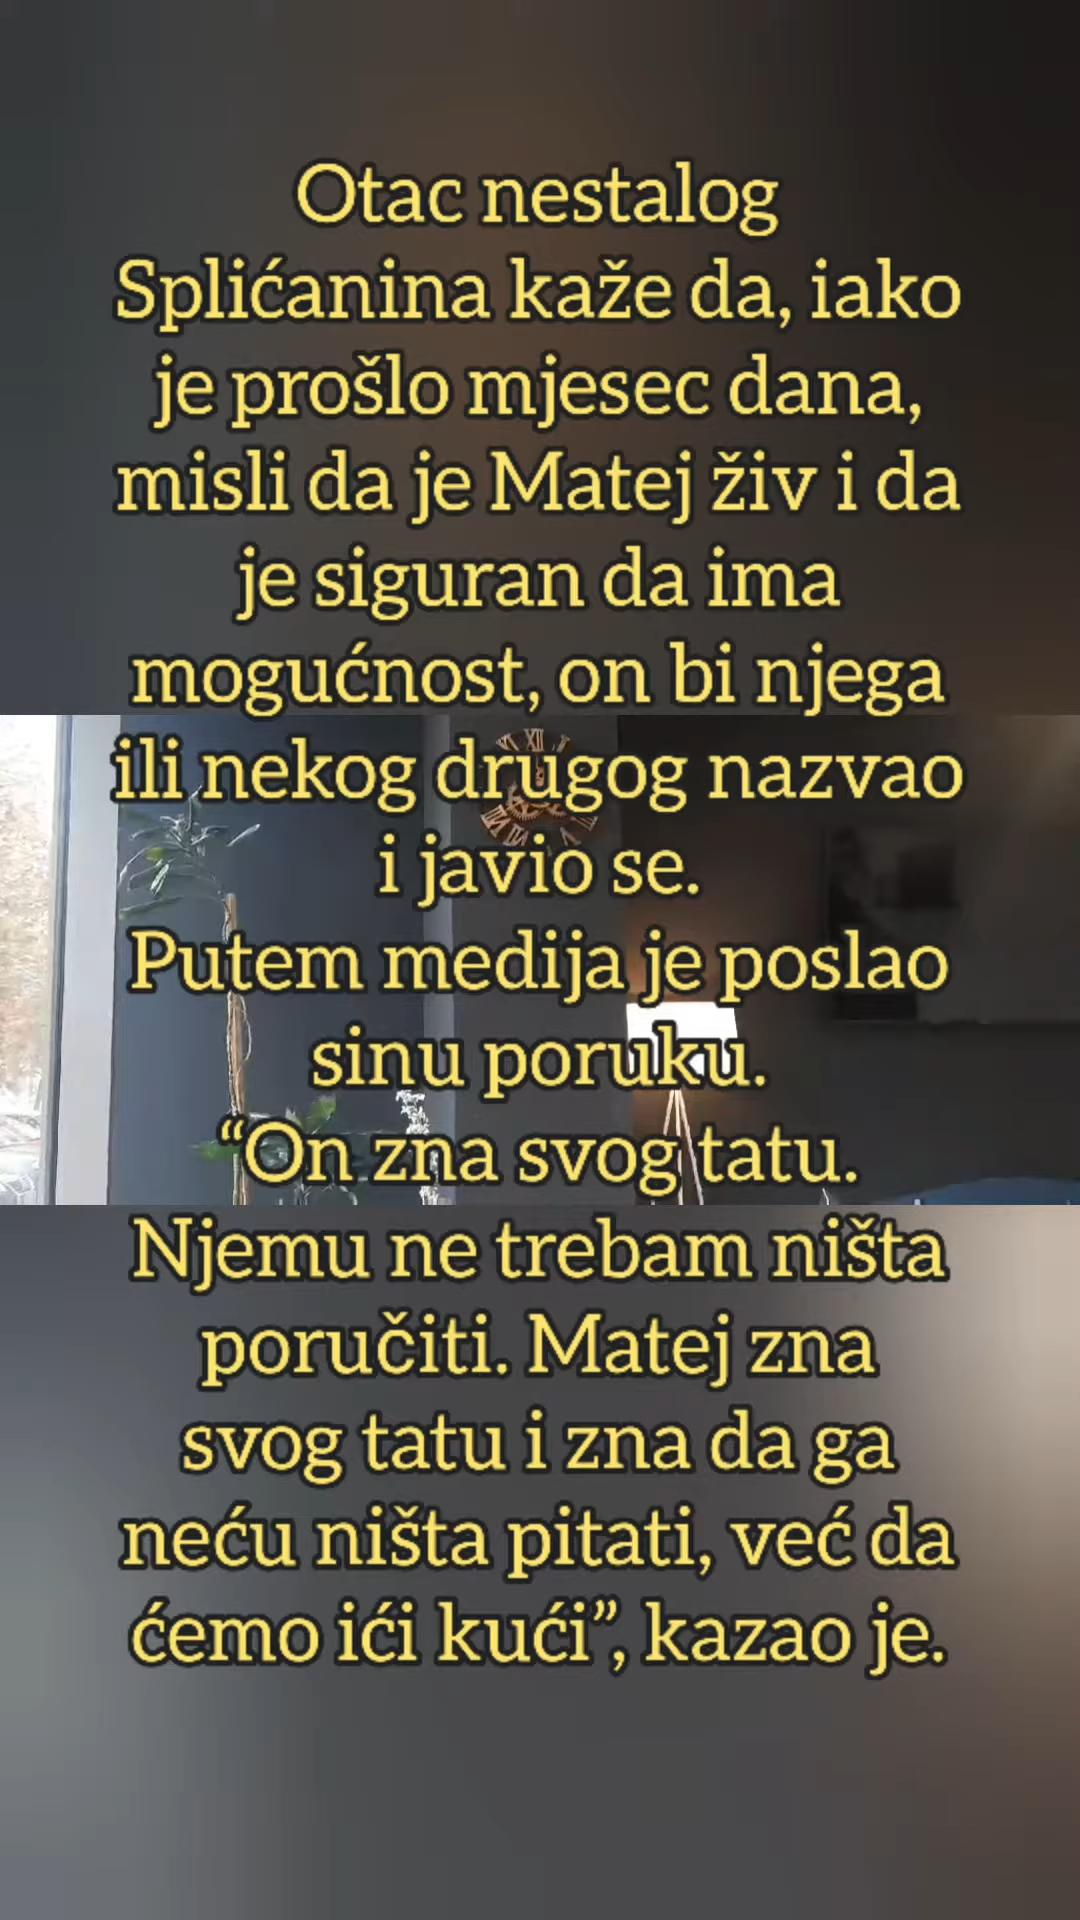 Otac nestalog
Splićanina kaže da, iako
je prošlo mjesec dana,
misli da je Matej živ i da
je siguran da ima
mogućnost, on bi njega
ili nekog drugog nazvao
i javio se.
Putem medija je poslao
sinu poruku.
“On zna svog tatu.
Njemu ne trebam ništa
poručiti. Matej zna
svog tatu i zna da ga
neću ništa pitati, već da
ćemo ići kući”, kazao je.